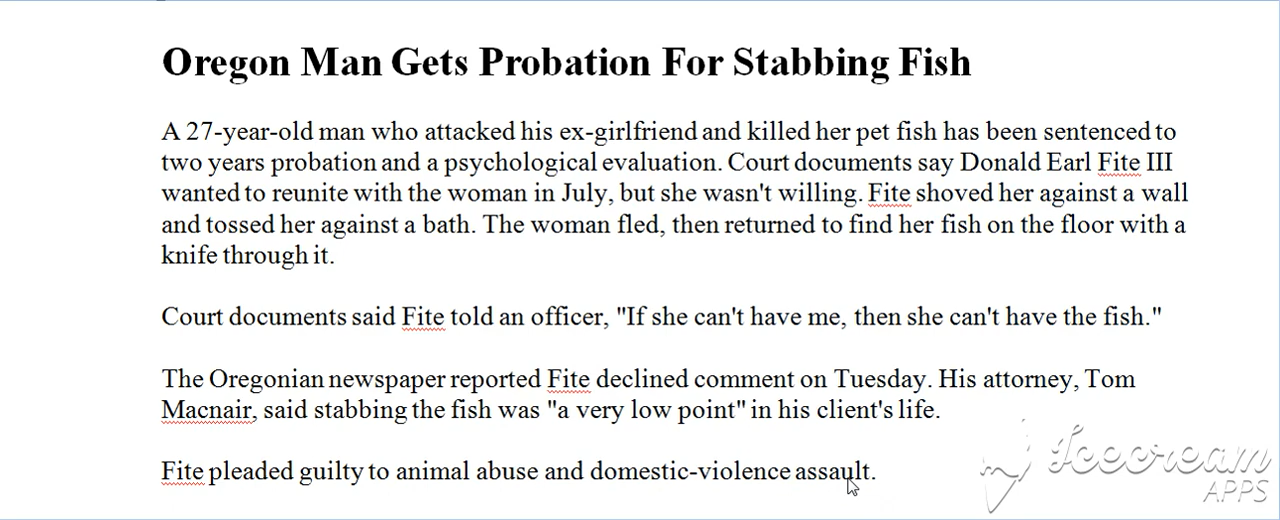 Oregon Man Gets Probation For Stabbing Fish
A 27-year-old man who attacked his ex-girlfriend and killed her pet fish has been sentenced to
two years probation and a psychological evaluation. Court documents say Donald Earl Fite III
wanted to reunite with the woman in July, but she wasn't willing. Fite shoved her against a wall
and tossed her against a bath. The woman fled, then returned to find her fish on the floor with a
knife through it.
Court documents said Fite told an officer, "If she can't have me, then she can't have the fish."
The Oregonian newspaper reported Fite declined comment on Tuesday. His attorney, Tom
Macnair, said stabbing the fish was "a very low point" in his client's life.
Fite pleaded guilty to animal abuse and domestic-violence assault.
Icecream
APPS